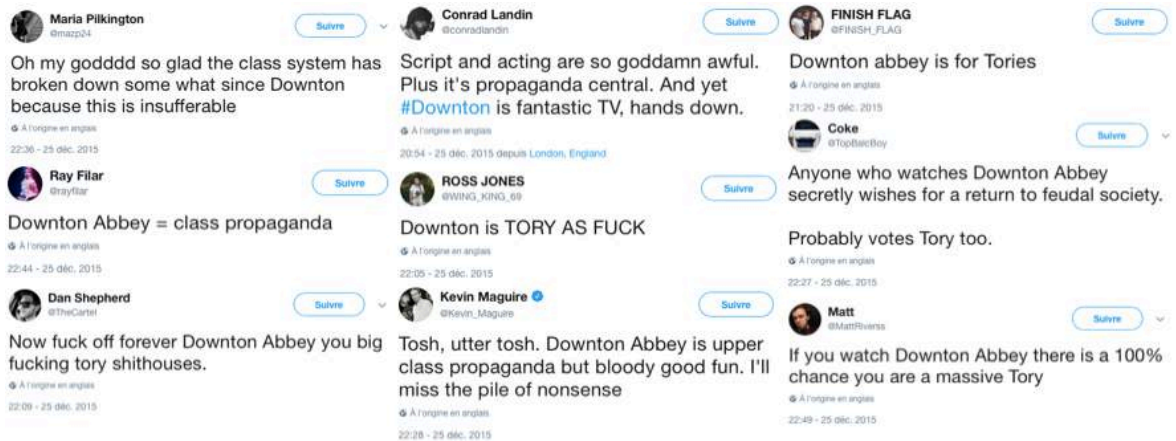 Maria Pilkington
@mazp24
Suivre
Oh my godddd so glad the class system has
broken down some what since Downton
because this is insufferable
À l'origine en anglais
22:36 - 25 déc. 2015
Ray Filar
@rayfilar
Suivre
Downton Abbey = class propaganda
À l'origine en anglais
22:44 - 25 déc. 2015
Dan Shepherd
@TheCartel
Suivre
Now fuck off forever Downton Abbey you big
fucking tory shithouses.
À l'origine en anglais
22:09 - 25 déc. 2015
Conrad Landin
@conradlandin
Suivre
Script and acting are so goddamn awful.
Plus it's propaganda central. And yet
#Downton is fantastic TV, hands down.
À l'origine en anglais
20:54 - 25 déc. 2015 depuis London, England
ROSS JONES
@WING_KING_69
Suivre
Downton is TORY AS FUCK
À l'origine en anglais
22:05 - 25 déc. 2015
Kevin Maguire
@Kevin_Maguire
Suivre
Tosh, utter tosh. Downton Abbey is upper
class propaganda but bloody good fun. I'll
miss the pile of nonsense
À l'origine en anglais
22:28 - 25 déc. 2015
FINISH FLAG
@FINISH_FLAG
Suivre
Downton abbey is for Tories
À l'origine en anglais
21:20 - 25 déc. 2015
Coke
@TopBalcBoy
Suivre
Anyone who watches Downton Abbey
secretly wishes for a return to feudal society.
Probably votes Tory too.
À l'origine en anglais
22:27 - 25 déc. 2015
Matt
@MattRiverss
Suivre
If you watch Downton Abbey there is a 100%
chance you are a massive Tory
À l'origine en anglais
22:49 - 25 déc. 2015